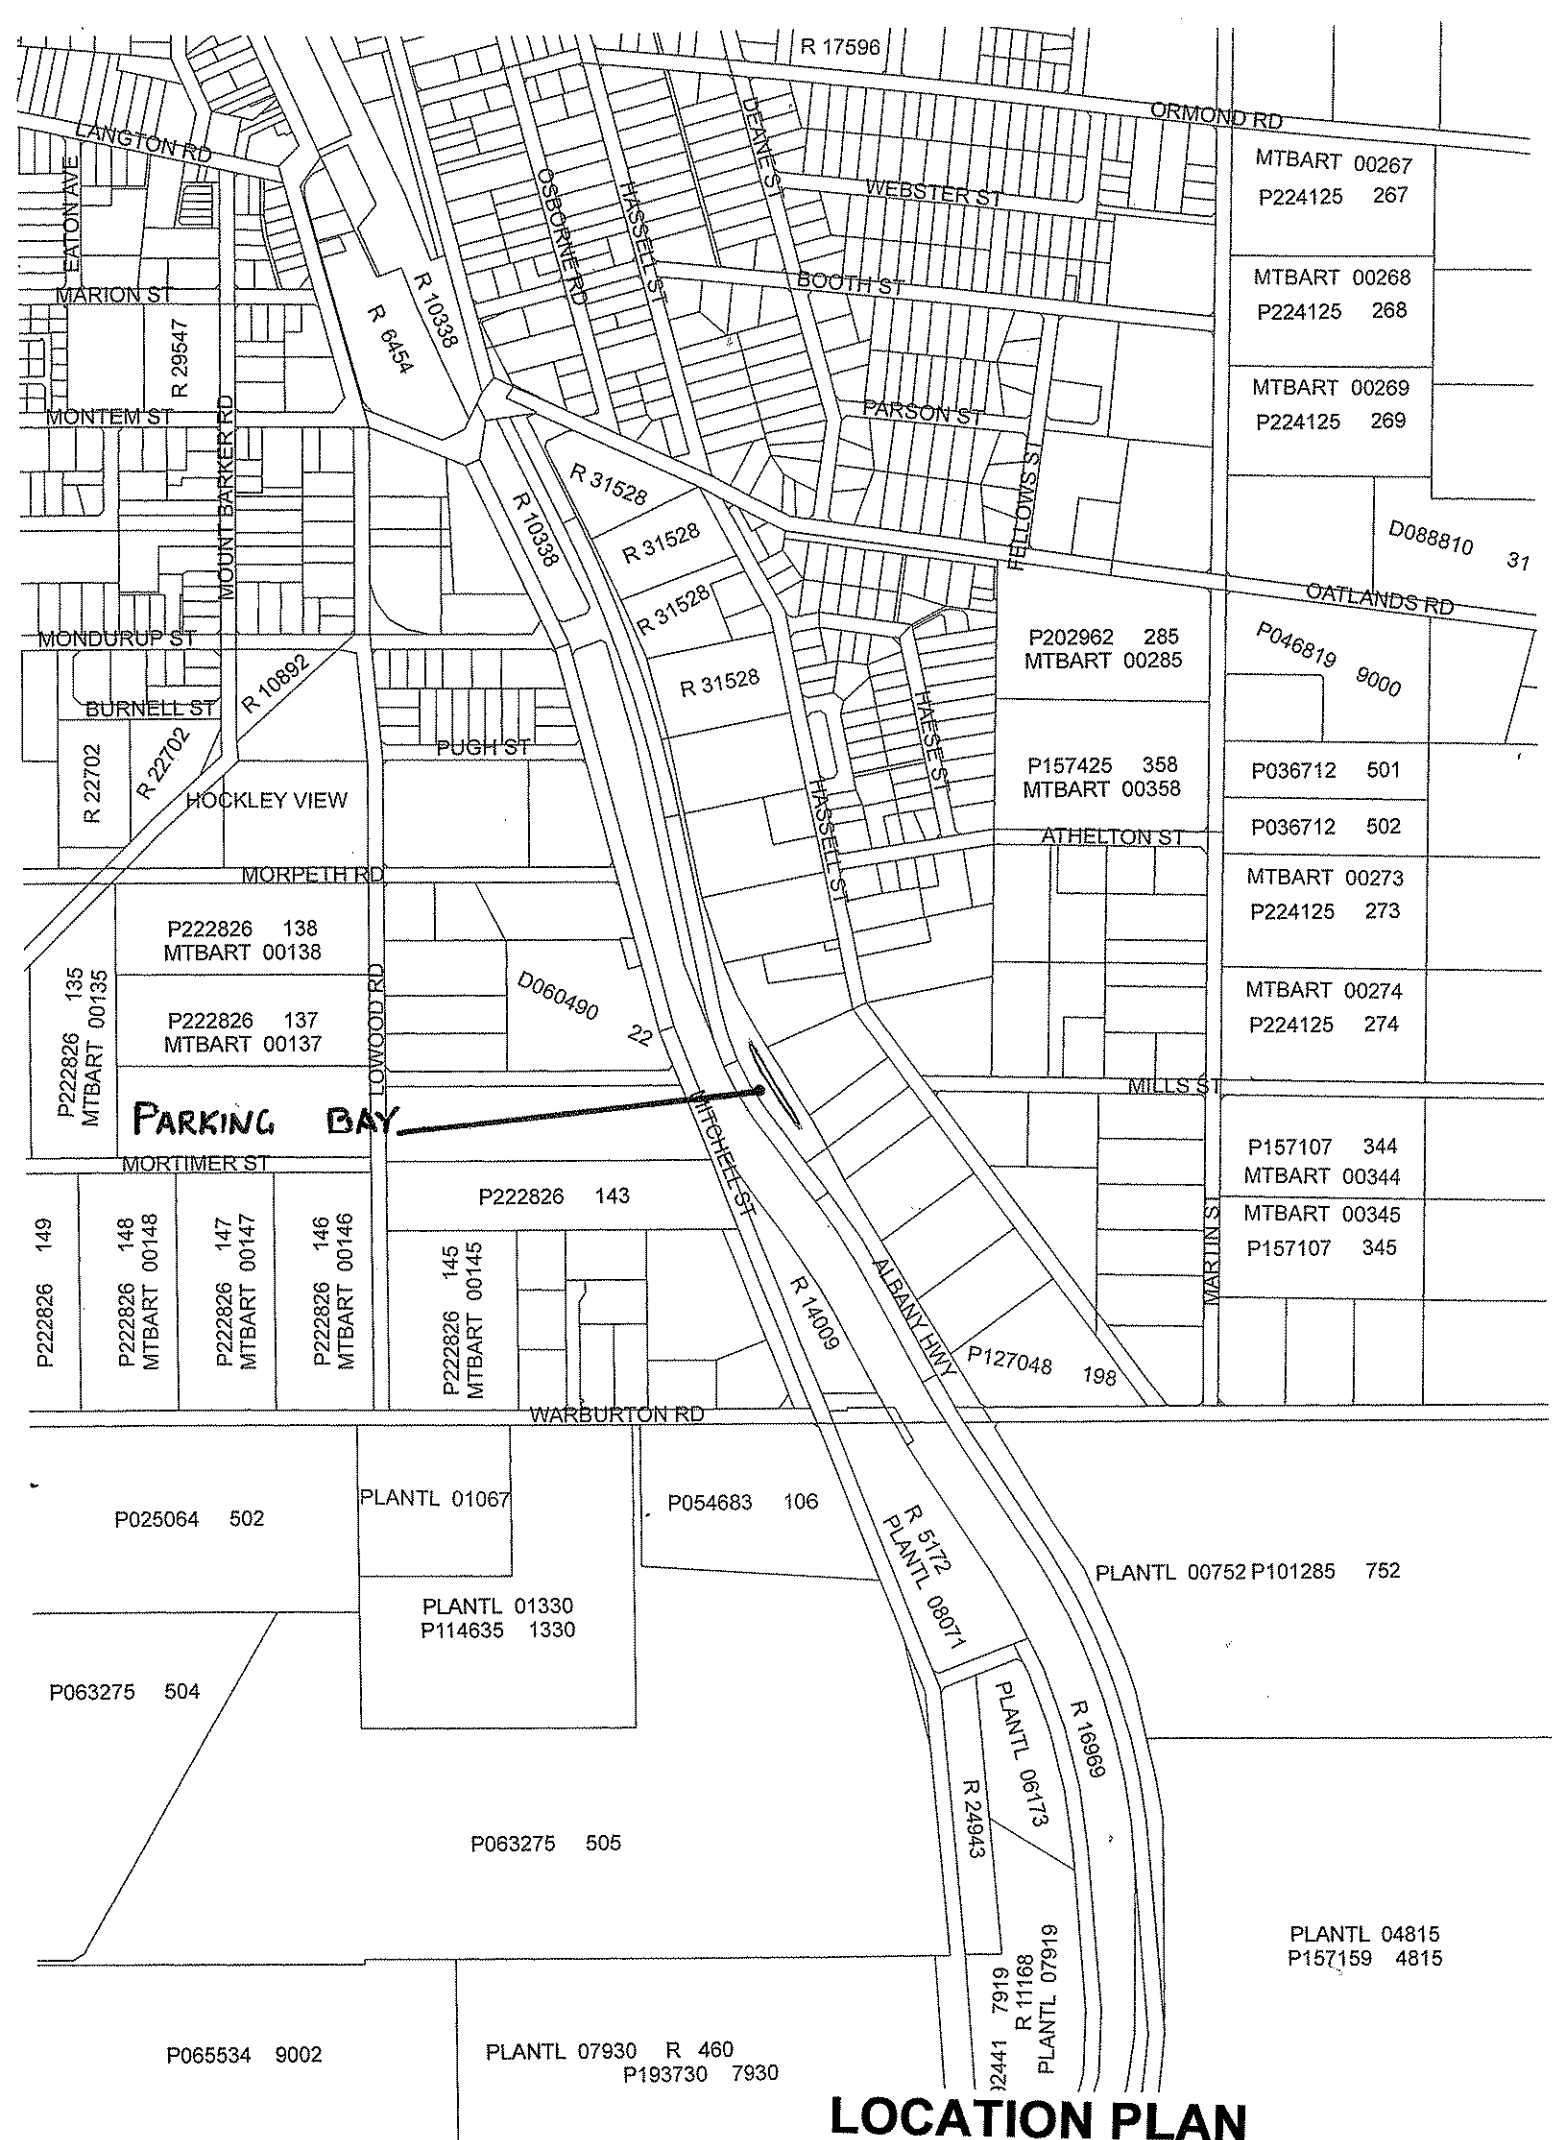 R 17596
ORMOND RD
LANGTON RD
EATON AVE
DEANE ST
MTBART 00267
P224125 267
WEBSTER ST
OSBORNE RD
HASSELL ST
MARION ST
BOOTH ST
MTBART 00268
P224125 268
R 10338
R 6454
R 29547
MTBART 00269
P224125 269
MONTEM ST
MOUNT BARKER RD
PARSON ST
FELLOWS ST
R 31528
R 10338
R 31528
D088810 31
R 31528
OATLANDS RD
MONDURUP ST
P202962 285
MTBART 00285
P046819 9000
R 10892
R 31528
BURNELL ST
HAESE ST
PUGH ST
R 22702
R 22702
P157425 358
MTBART 00358
P036712 501
HOCKLEY VIEW
HASSELL ST
P036712 502
ATHELTON ST
MORPETH RD
MTBART 00273
P224125 273
P222826 138
MTBART 00138
P222826 135
MTBART 00135
LOWOOD RD
D060490 22
MTBART 00274
P224125 274
P222826 137
MTBART 00137
MILLS ST
PARKING BAY
MITCHELL ST
P157107 344
MTBART 00344
MORTIMER ST
P222826 143
MARTIN ST
MTBART 00345
P157107 345
P222826 149
P222826 148
MTBART 00148
P222826 147
MTBART 00147
P222826 146
MTBART 00146
P222826 145
MTBART 00145
R 14009
ALBANY HWY
P127048 198
WARBURTON RD
PLANTL 01067
P054683 106
P025064 502
R 5172
PLANTL 08071
PLANTL 00752 P101285 752
PLANTL 01330
P114635 1330
P063275 504
PLANTL 06173
R 16969
R 24943
P063275 505
PLANTL 04815
P157159 4815
02441 7919
R 11168
PLANTL 07919
P065534 9002
PLANTL 07930 R 460
P193730 7930
LOCATION PLAN